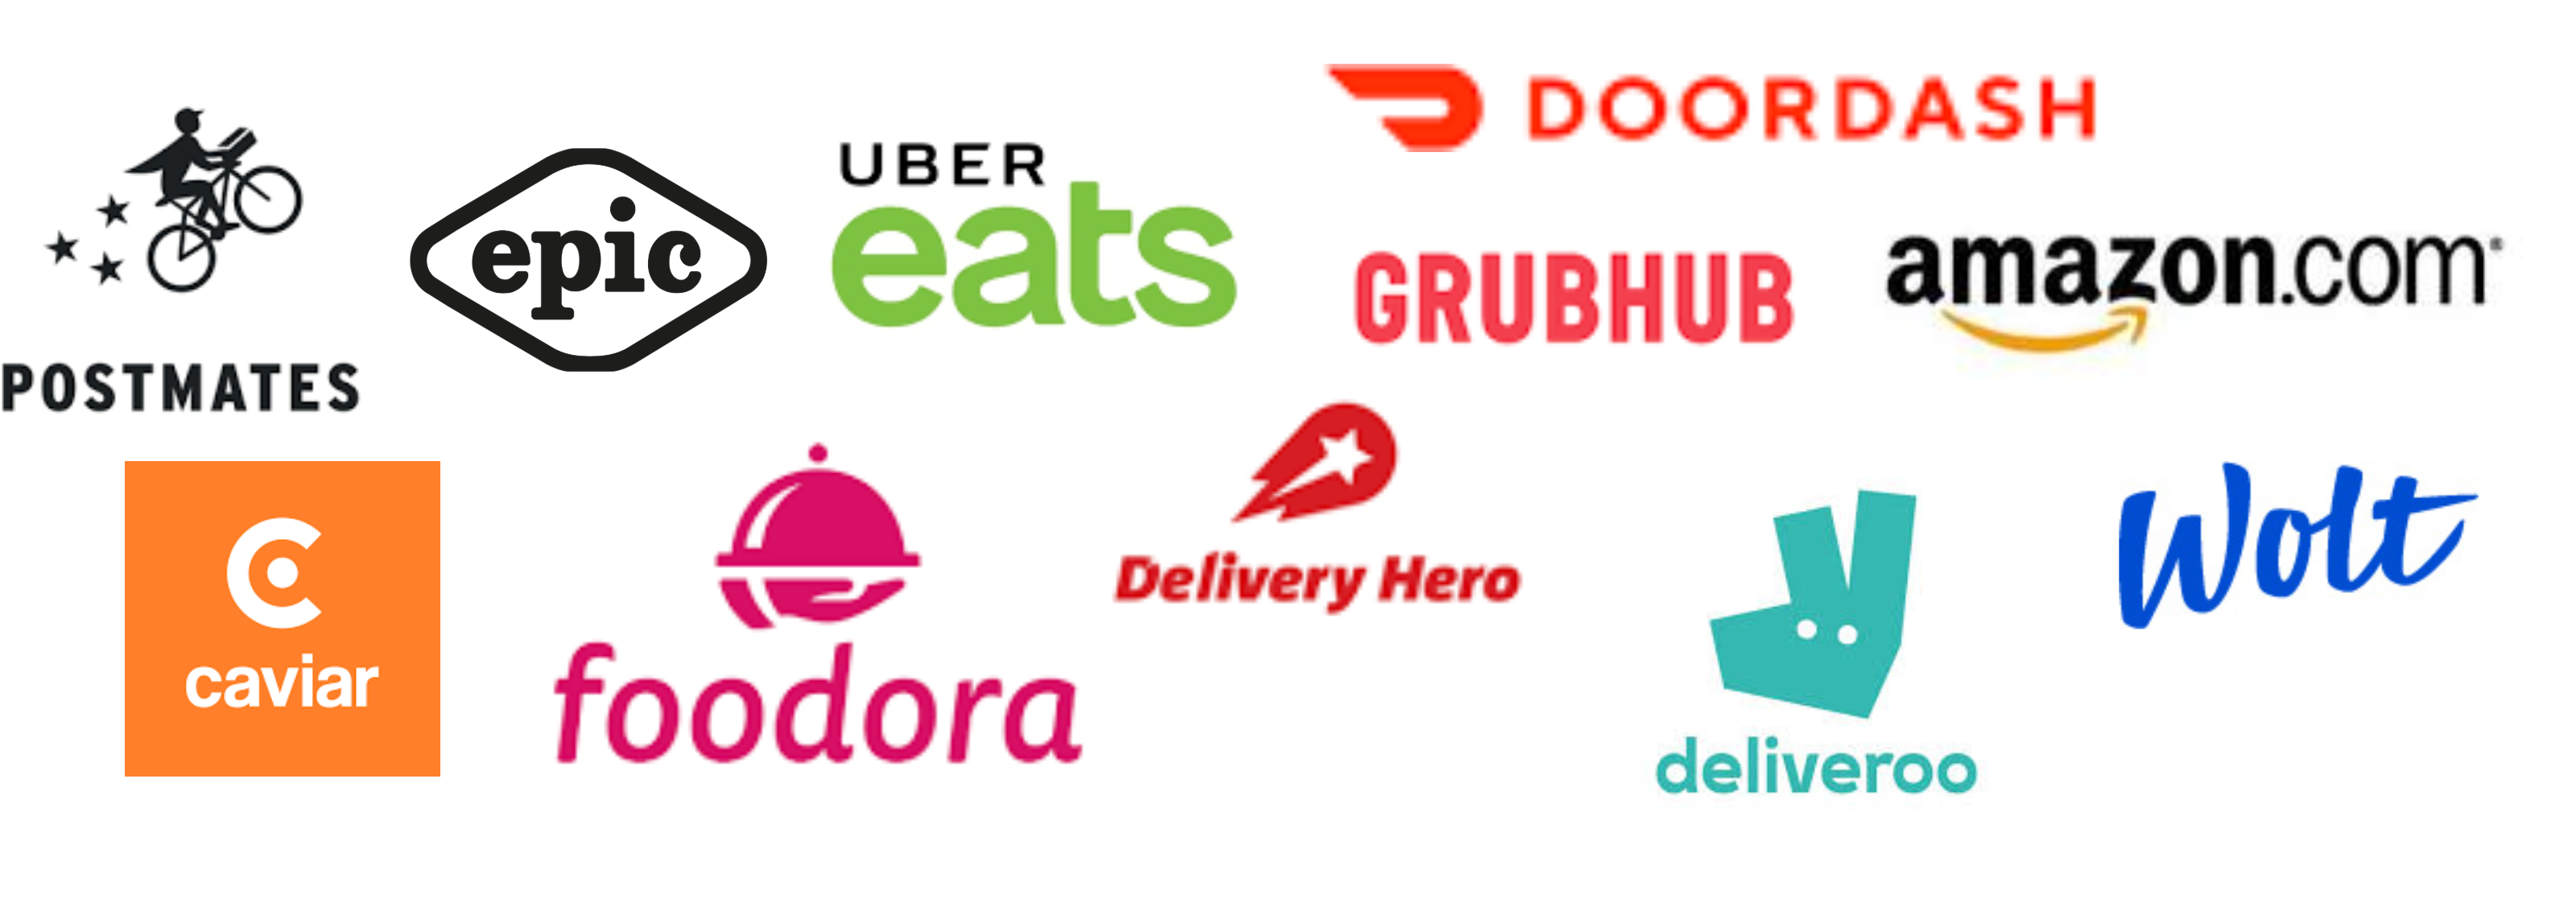 POSTMATES
epic
UBER
eats
DOORDASH
GRUBHUB
amazon.com®
caviar
foodora
Delivery Hero
deliveroo
Wolt